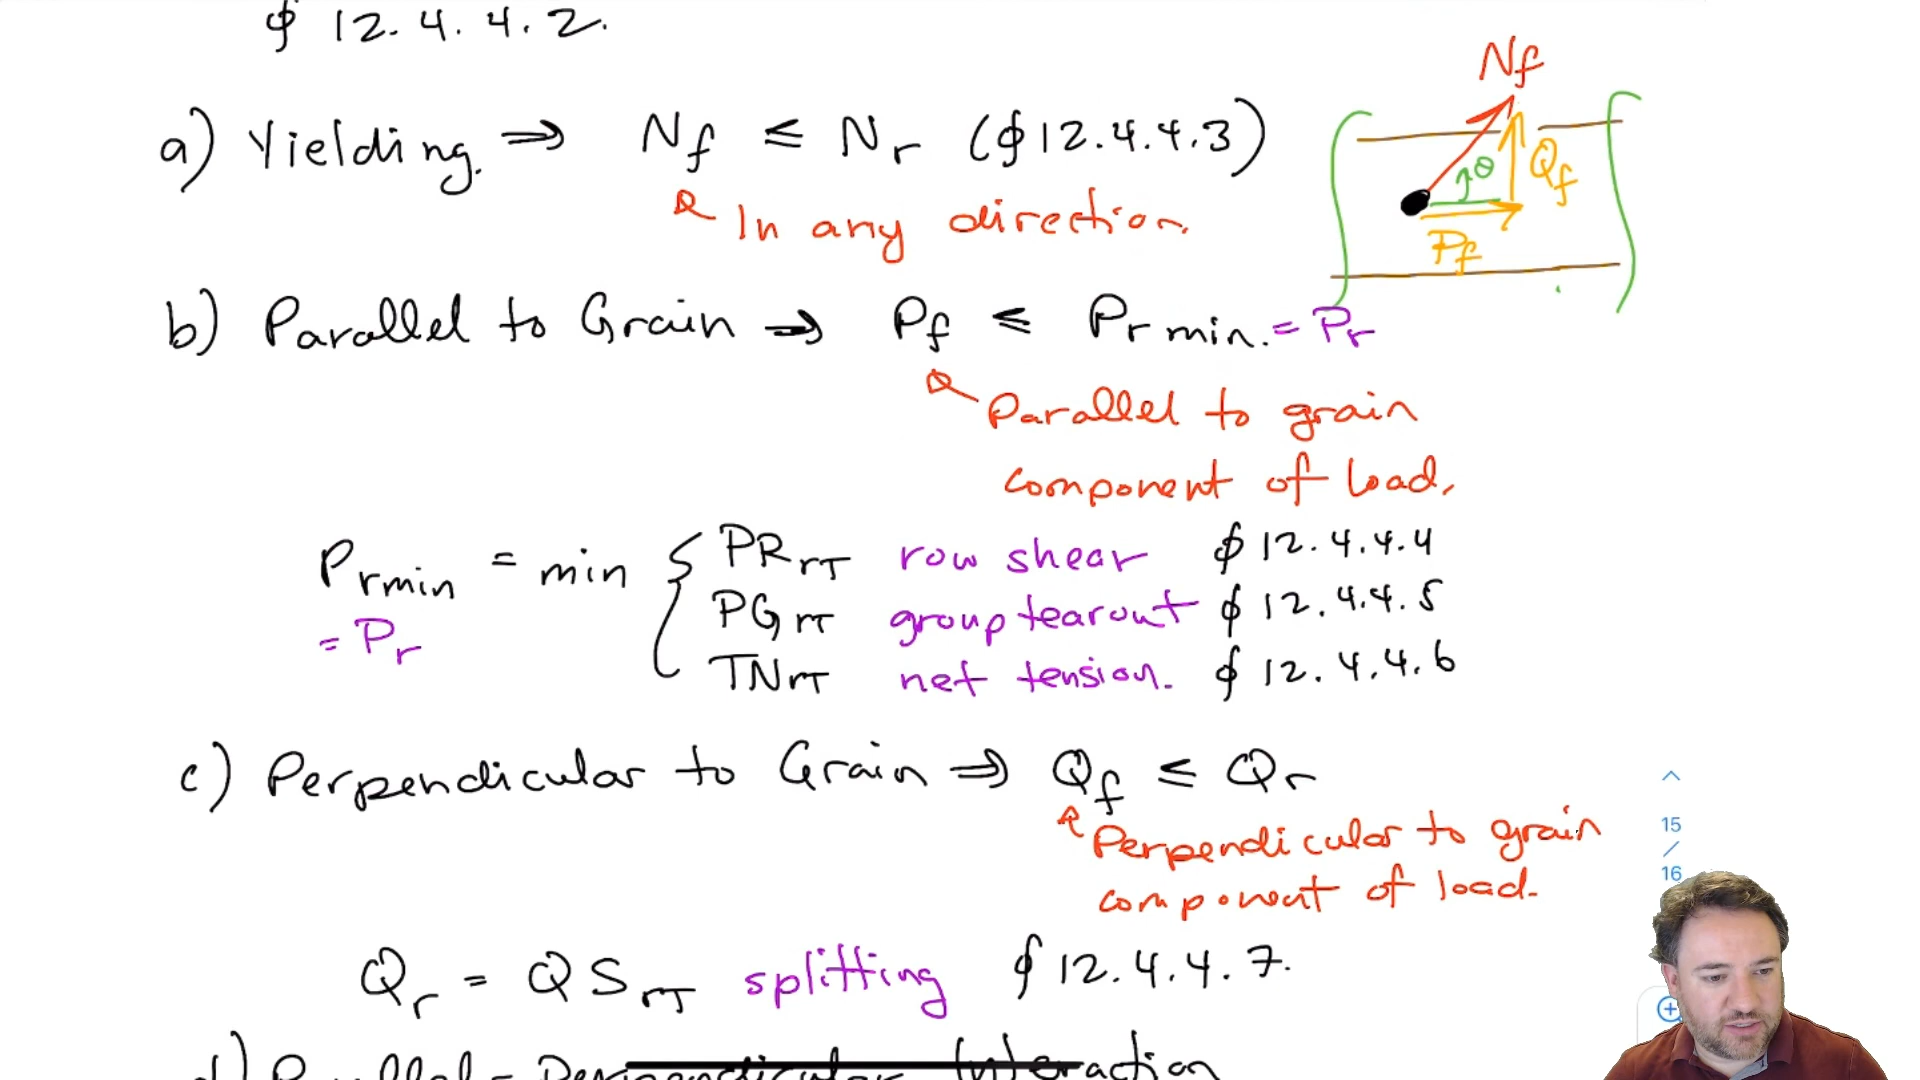 § 12.4.4.2.
a) Yielding. ⇒ Nf ≤ Nr (§12.4.4.3)
In any direction.
Nf
θ
Qf
Pf
b) Parallel to Grain → Pf ≤ Pr min. = Pr
Parallel to grain
component of load.
Prmin = min { PRrT row shear § 12.4.4.4
= Pr
PGrT group tearout § 12.4.4.5
TNrT net tension. § 12.4.4.6
c) Perpendicular to Grain ⇒ Qf ≤ Qr
Perpendicular to grain
component of load.
15
/
16
Qr = QSrT splitting § 12.4.4.7.
d) Parallel - Perpendicular Interaction